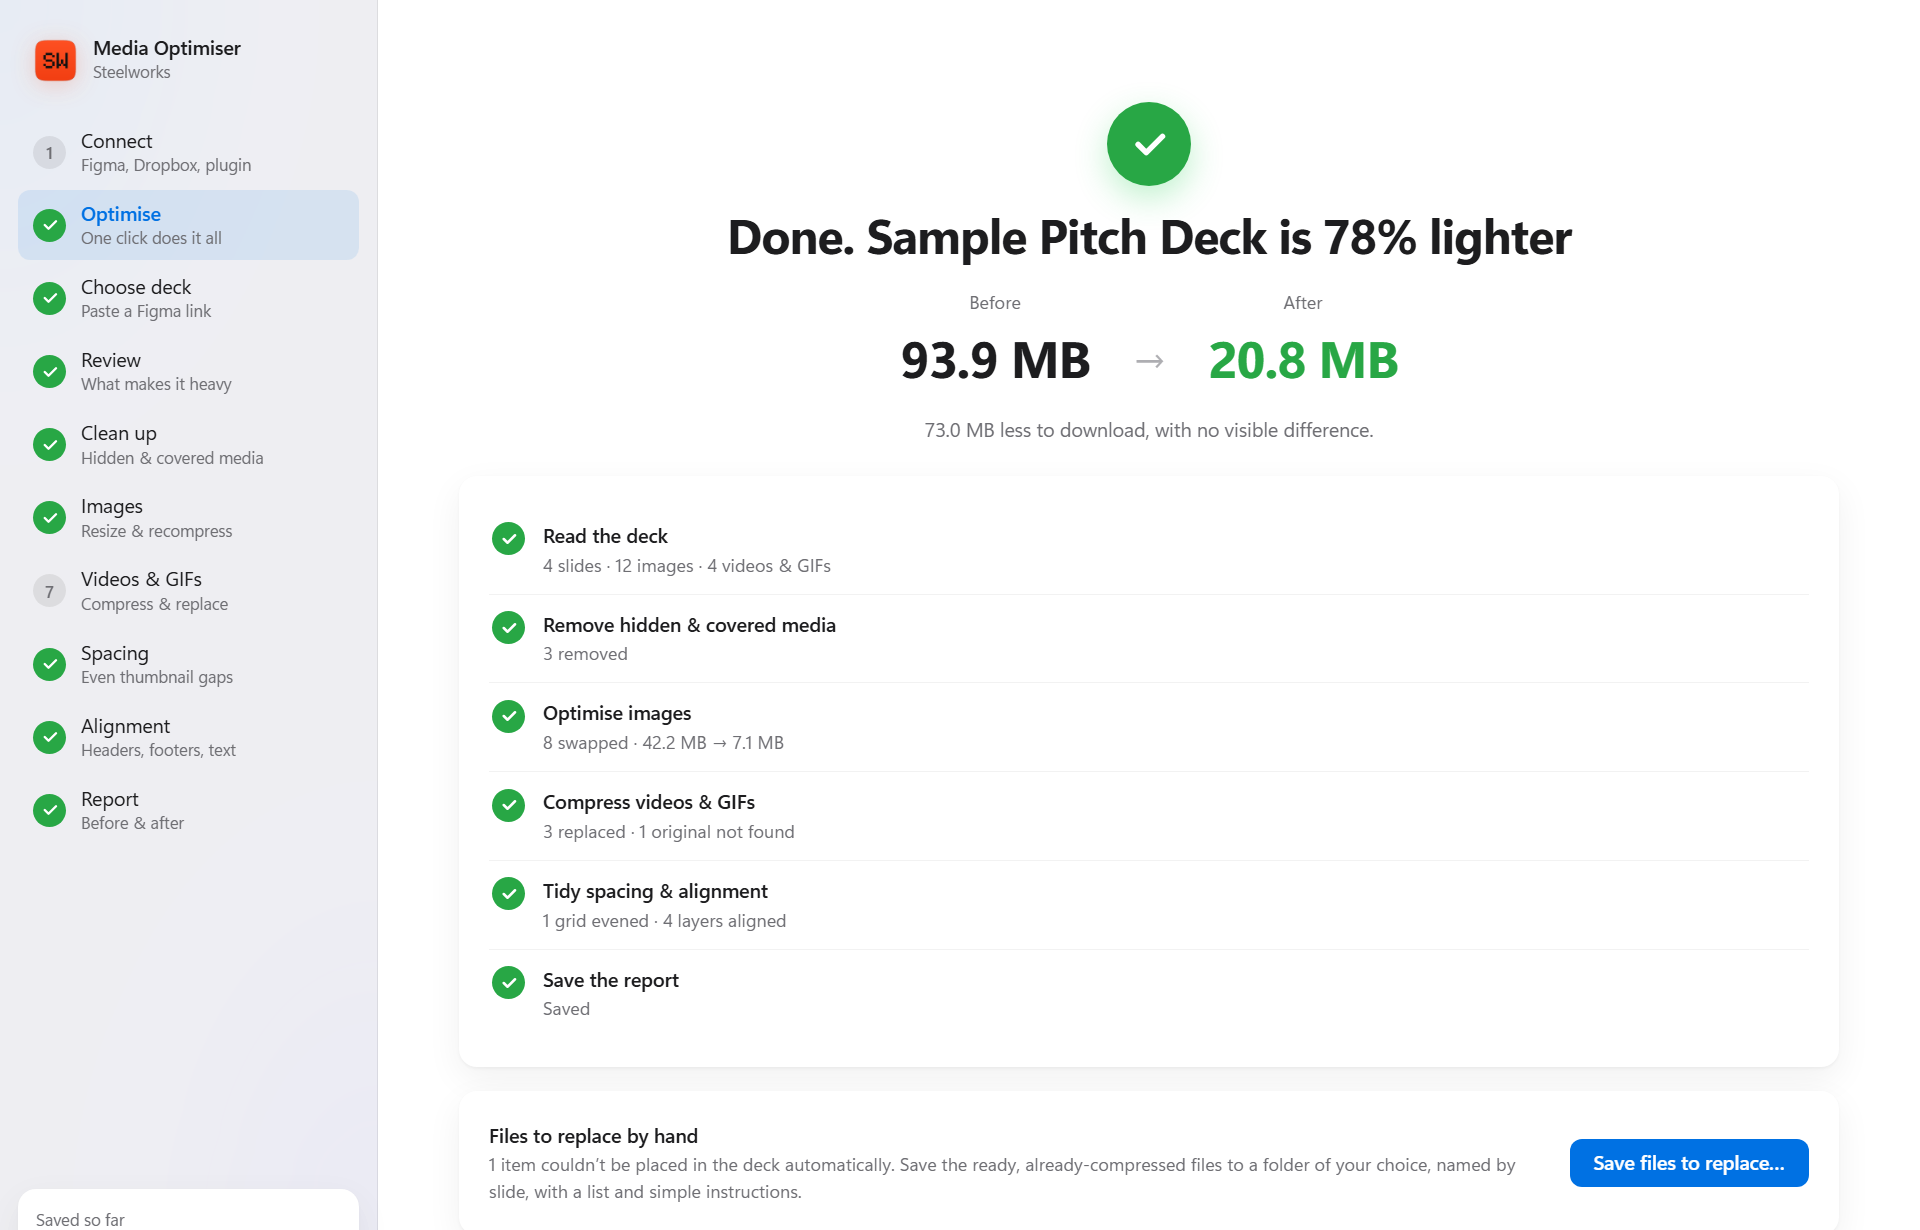 SW
Media Optimiser
Steelworks
1
Connect
Figma, Dropbox, plugin
Optimise
One click does it all
Choose deck
Paste a Figma link
Review
What makes it heavy
Clean up
Hidden & covered media
Images
Resize & recompress
7
Videos & GIFs
Compress & replace
Spacing
Even thumbnail gaps
Alignment
Headers, footers, text
Report
Before & after
Saved so far
Done. Sample Pitch Deck is 78% lighter
Before
After
93.9 MB → 20.8 MB
73.0 MB less to download, with no visible difference.
Read the deck
4 slides · 12 images · 4 videos & GIFs
Remove hidden & covered media
3 removed
Optimise images
8 swapped · 42.2 MB → 7.1 MB
Compress videos & GIFs
3 replaced · 1 original not found
Tidy spacing & alignment
1 grid evened · 4 layers aligned
Save the report
Saved
Files to replace by hand
1 item couldn’t be placed in the deck automatically. Save the ready, already-compressed files to a folder of your choice, named by
slide, with a list and simple instructions.
Save files to replace...